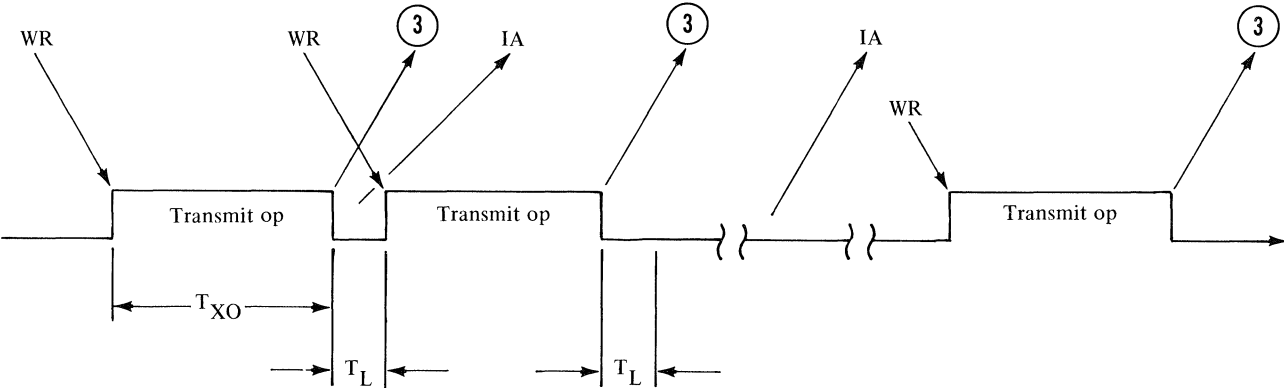 WR
WR
3
IA
3
IA
WR
3
Transmit op
Transmit op
Transmit op
TXO
TL
TL